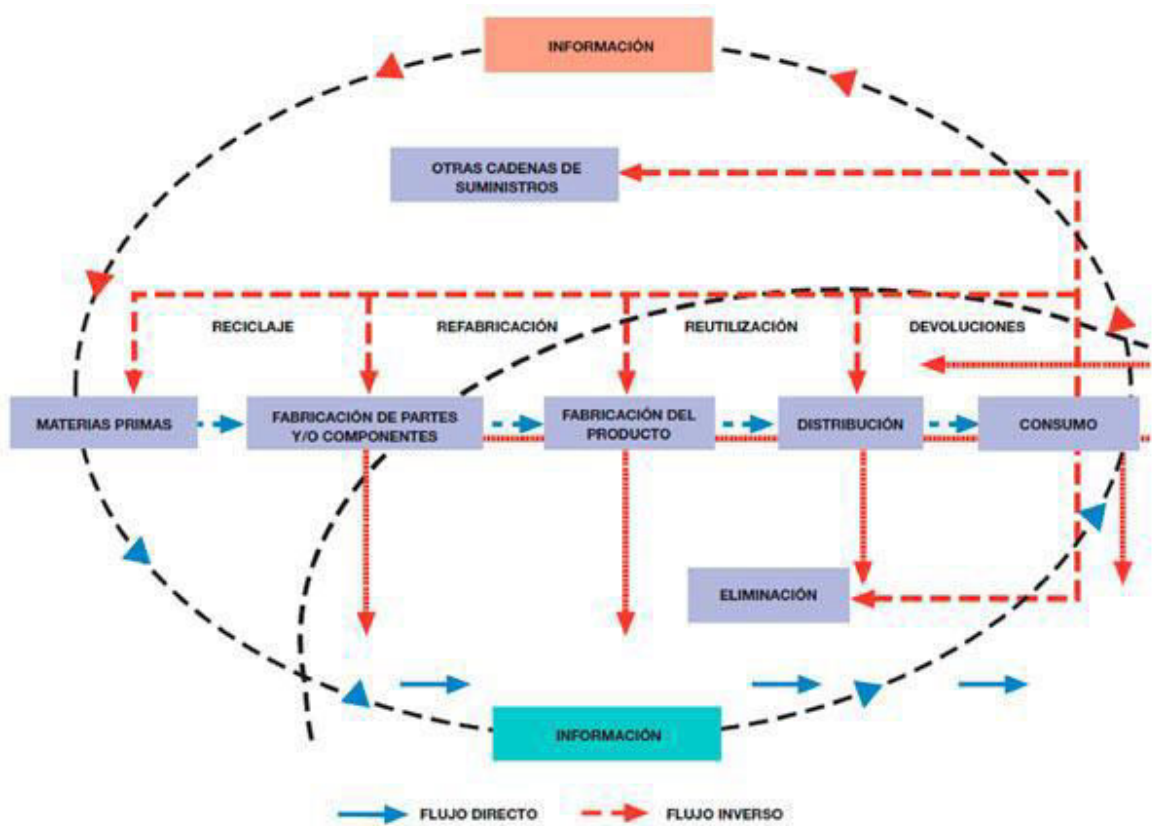 INFORMACIÓN
OTRAS CADENAS DE
SUMINISTROS
RECICLAJE
REFABRICACIÓN
REUTILIZACIÓN
DEVOLUCIONES
MATERIAS PRIMAS
FABRICACIÓN DE PARTES
Y/O COMPONENTES
FABRICACIÓN DEL
PRODUCTO
DISTRIBUCIÓN
CONSUMO
ELIMINACIÓN
INFORMACIÓN
FLUJO DIRECTO
FLUJO INVERSO